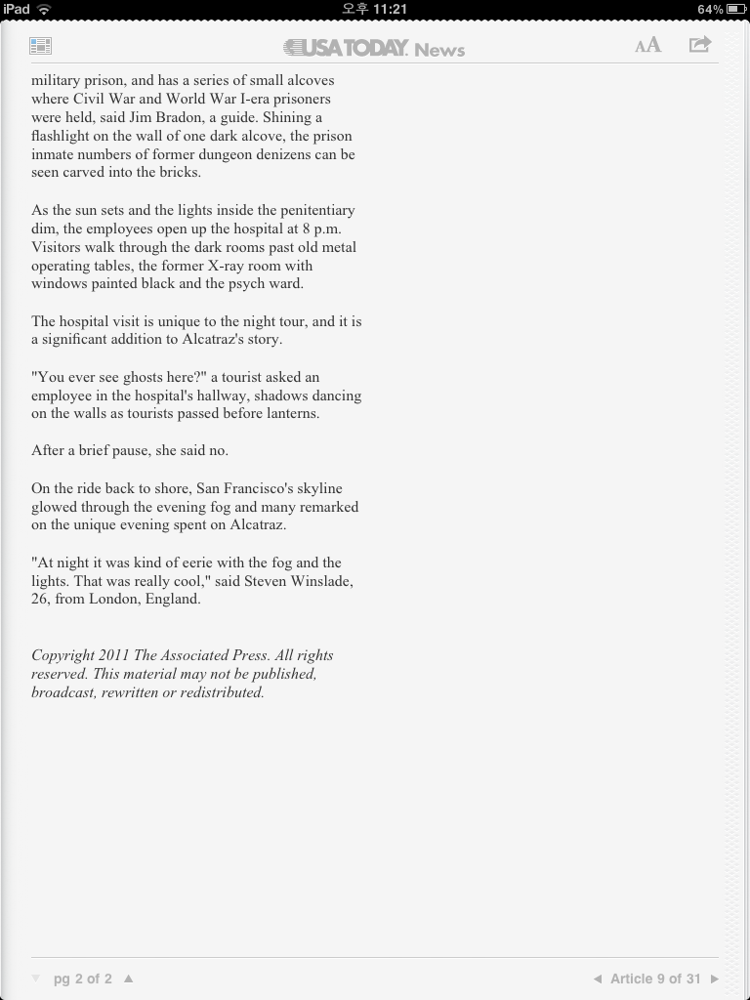 iPad 오후 11:21 64%
USA TODAY. News AA
military prison, and has a series of small alcoves
where Civil War and World War I-era prisoners
were held, said Jim Bradon, a guide. Shining a
flashlight on the wall of one dark alcove, the prison
inmate numbers of former dungeon denizens can be
seen carved into the bricks.
As the sun sets and the lights inside the penitentiary
dim, the employees open up the hospital at 8 p.m.
Visitors walk through the dark rooms past old metal
operating tables, the former X-ray room with
windows painted black and the psych ward.
The hospital visit is unique to the night tour, and it is
a significant addition to Alcatraz's story.
"You ever see ghosts here?" a tourist asked an
employee in the hospital's hallway, shadows dancing
on the walls as tourists passed before lanterns.
After a brief pause, she said no.
On the ride back to shore, San Francisco's skyline
glowed through the evening fog and many remarked
on the unique evening spent on Alcatraz.
"At night it was kind of eerie with the fog and the
lights. That was really cool," said Steven Winslade,
26, from London, England.
Copyright 2011 The Associated Press. All rights
reserved. This material may not be published,
broadcast, rewritten or redistributed.
pg 2 of 2 Article 9 of 31